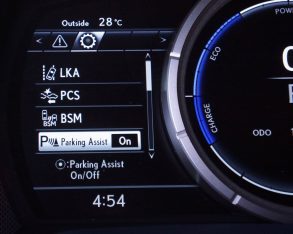 Outside 28°C
< >
LKA
PCS
BSM BSM
P Parking Assist On
:Parking Assist
On/Off
4:54
ECO
CHARGE
ODO